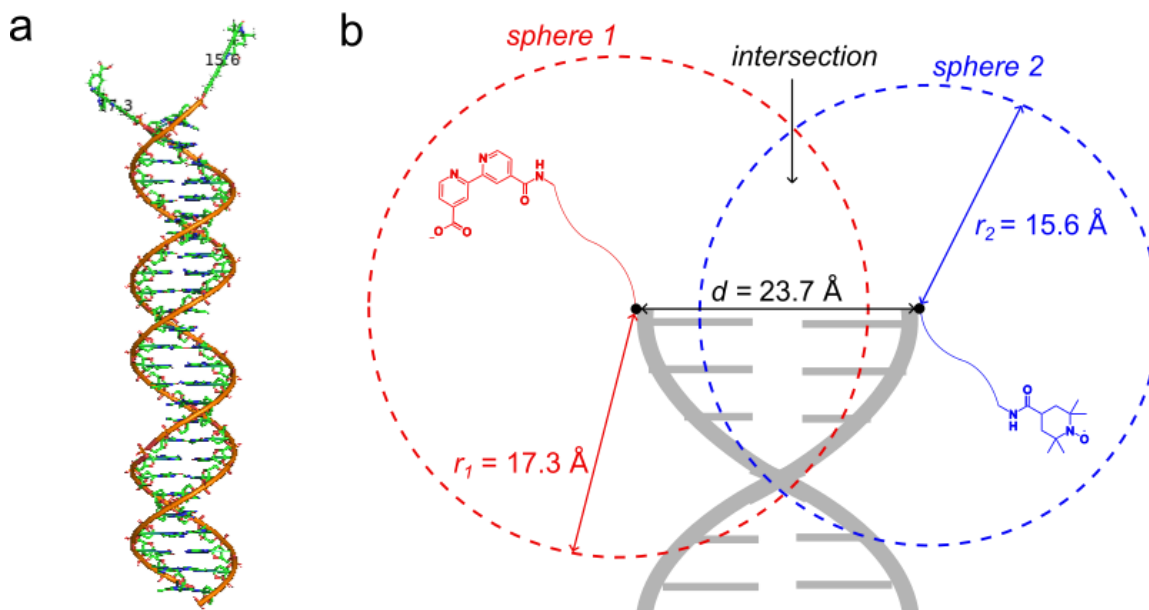 a
15.6
17.3
b
sphere 1
intersection
sphere 2
N
N
H
N
O
O
O
-
d = 23.7 Å
r2 = 15.6 Å
r1 = 17.3 Å
O
N
H
N
O